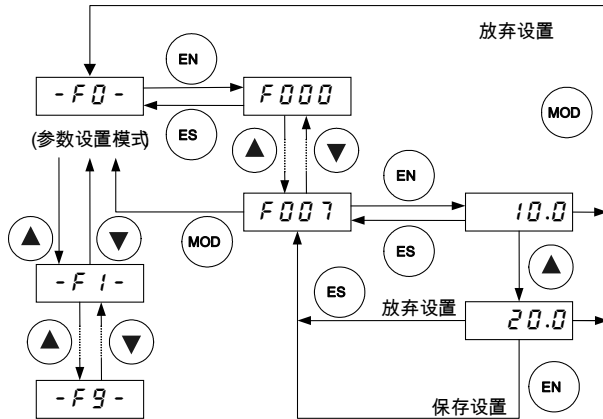 放弃设置
EN
-F0-
F000
MOD
(参数设置模式)
ES
▲
▼
EN
F007
10.0
MOD
ES
▲
▼
▲
-F1-
ES
放弃设置
20.0
▲
▼
EN
-F9-
保存设置